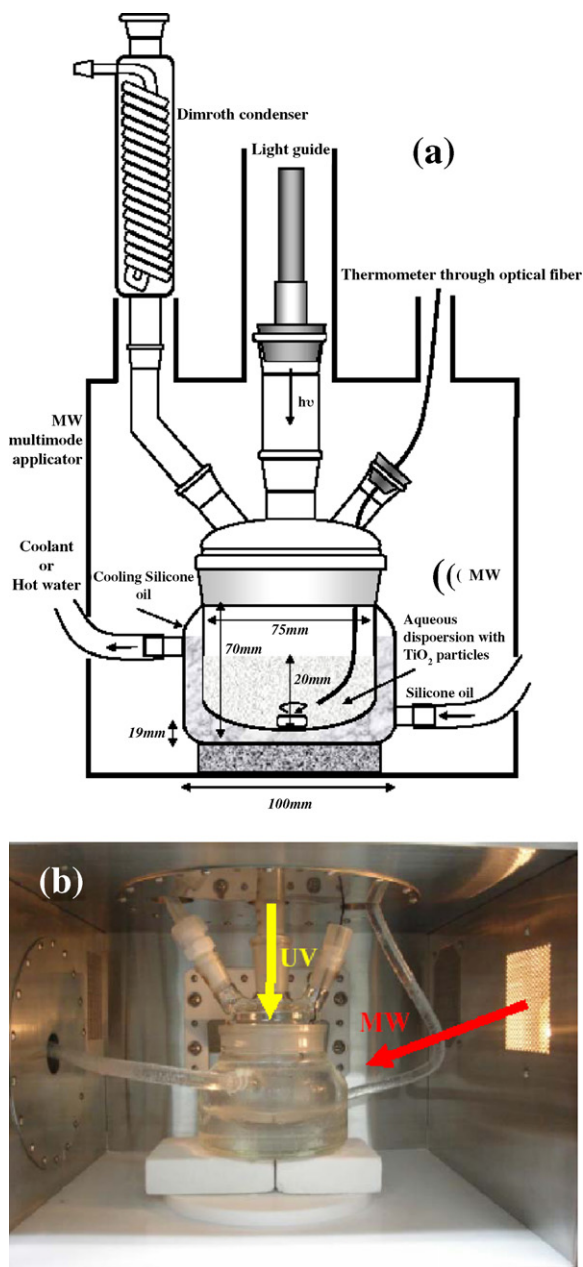 Dimroth condenser
Light guide
(a)
Thermometer through optical fiber
hυ
MW
multimode
applicator
Coolant
or
Hot water
Cooling Silicone
oil
((( MW
75mm
70mm
Aqueous
dispoersion with
TiO2 particles
20mm
Silicone oil
19mm
100mm
(b)
UV
MW